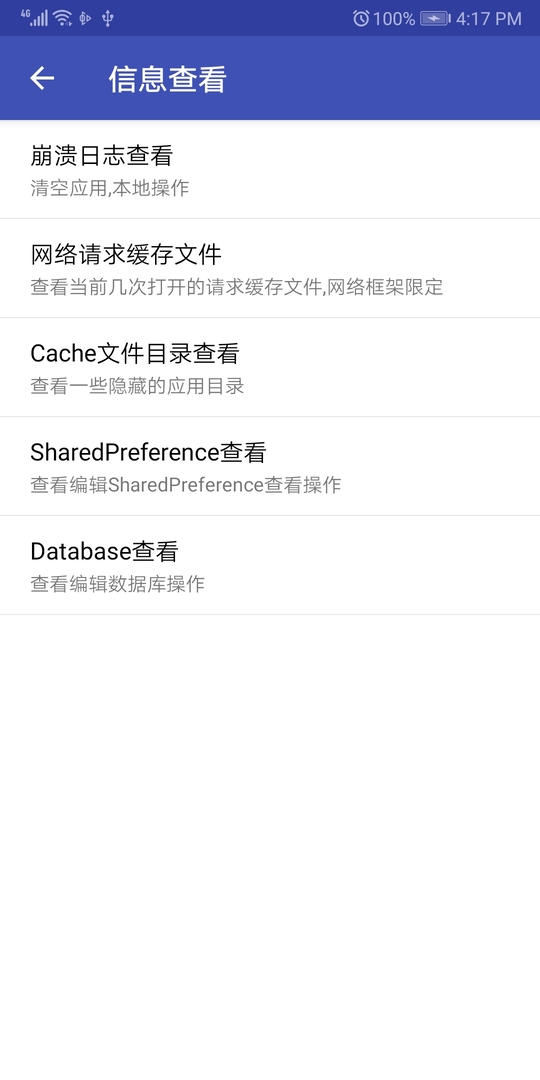 4G 100% 4:17 PM
信息查看
崩溃日志查看
清空应用,本地操作
网络请求缓存文件
查看当前几次打开的请求缓存文件,网络框架限定
Cache文件目录查看
查看一些隐藏的应用目录
SharedPreference查看
查看编辑SharedPreference查看操作
Database查看
查看编辑数据库操作